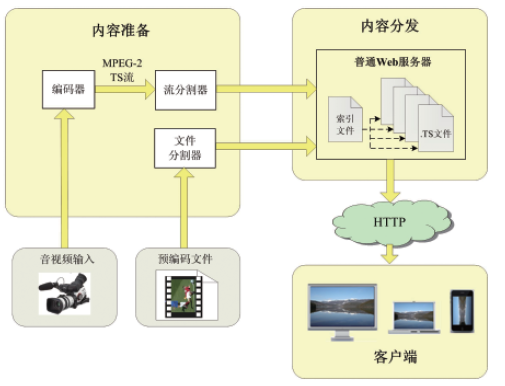 内容准备
MPEG-2
TS流
编码器
流分割器
文件
分割器
音视频输入
预编码文件
内容分发
普通Web服务器
索引
文件
.TS文件
HTTP
客户端